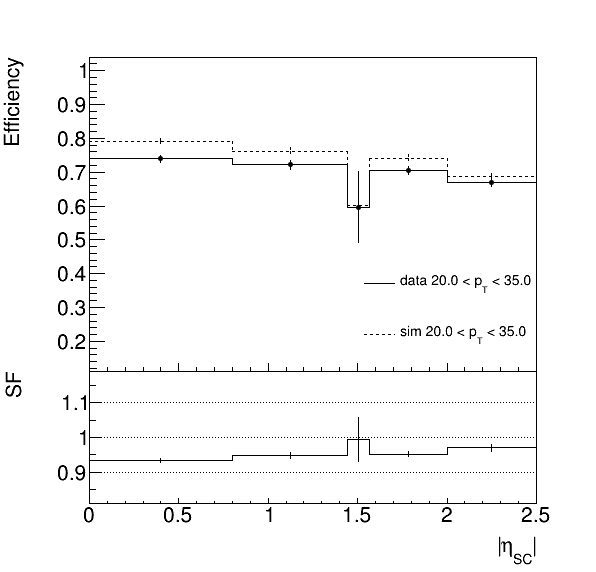 Efficiency
1
0.9
0.8
0.7
0.6
0.5
0.4
0.3
0.2
data 20.0 < p_T < 35.0
sim 20.0 < p_T < 35.0
SF
1.1
1
0.9
0 0.5 1 1.5 2 2.5
|η_SC|